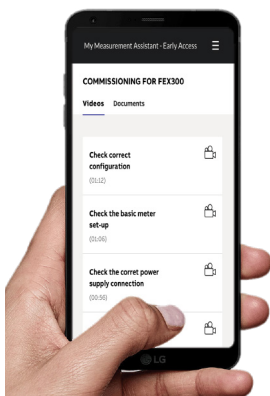 My Measurement Assistant - Early Access
COMMISSIONING FOR FEX300
Videos Documents
Check correct
configuration
(01:12)
Check the basic meter
set-up
(01:06)
Check the corret power
supply connection
(00:56)
LG